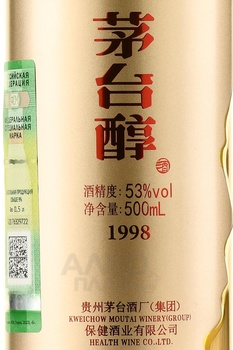 茅台醇
酒精度: 53%vol
净含量: 500mL
1998
贵州茅台酒厂(集团)
KWEICHOW MOUTAI WINERY(GROUP)
保健酒业有限公司
HEALTH WINE CO.,LTD.